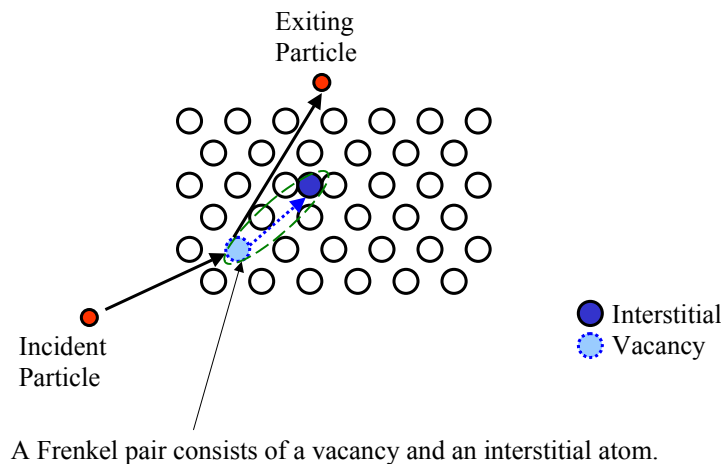 Exiting
Particle
Incident
Particle
Interstitial
Vacancy
A Frenkel pair consists of a vacancy and an interstitial atom.